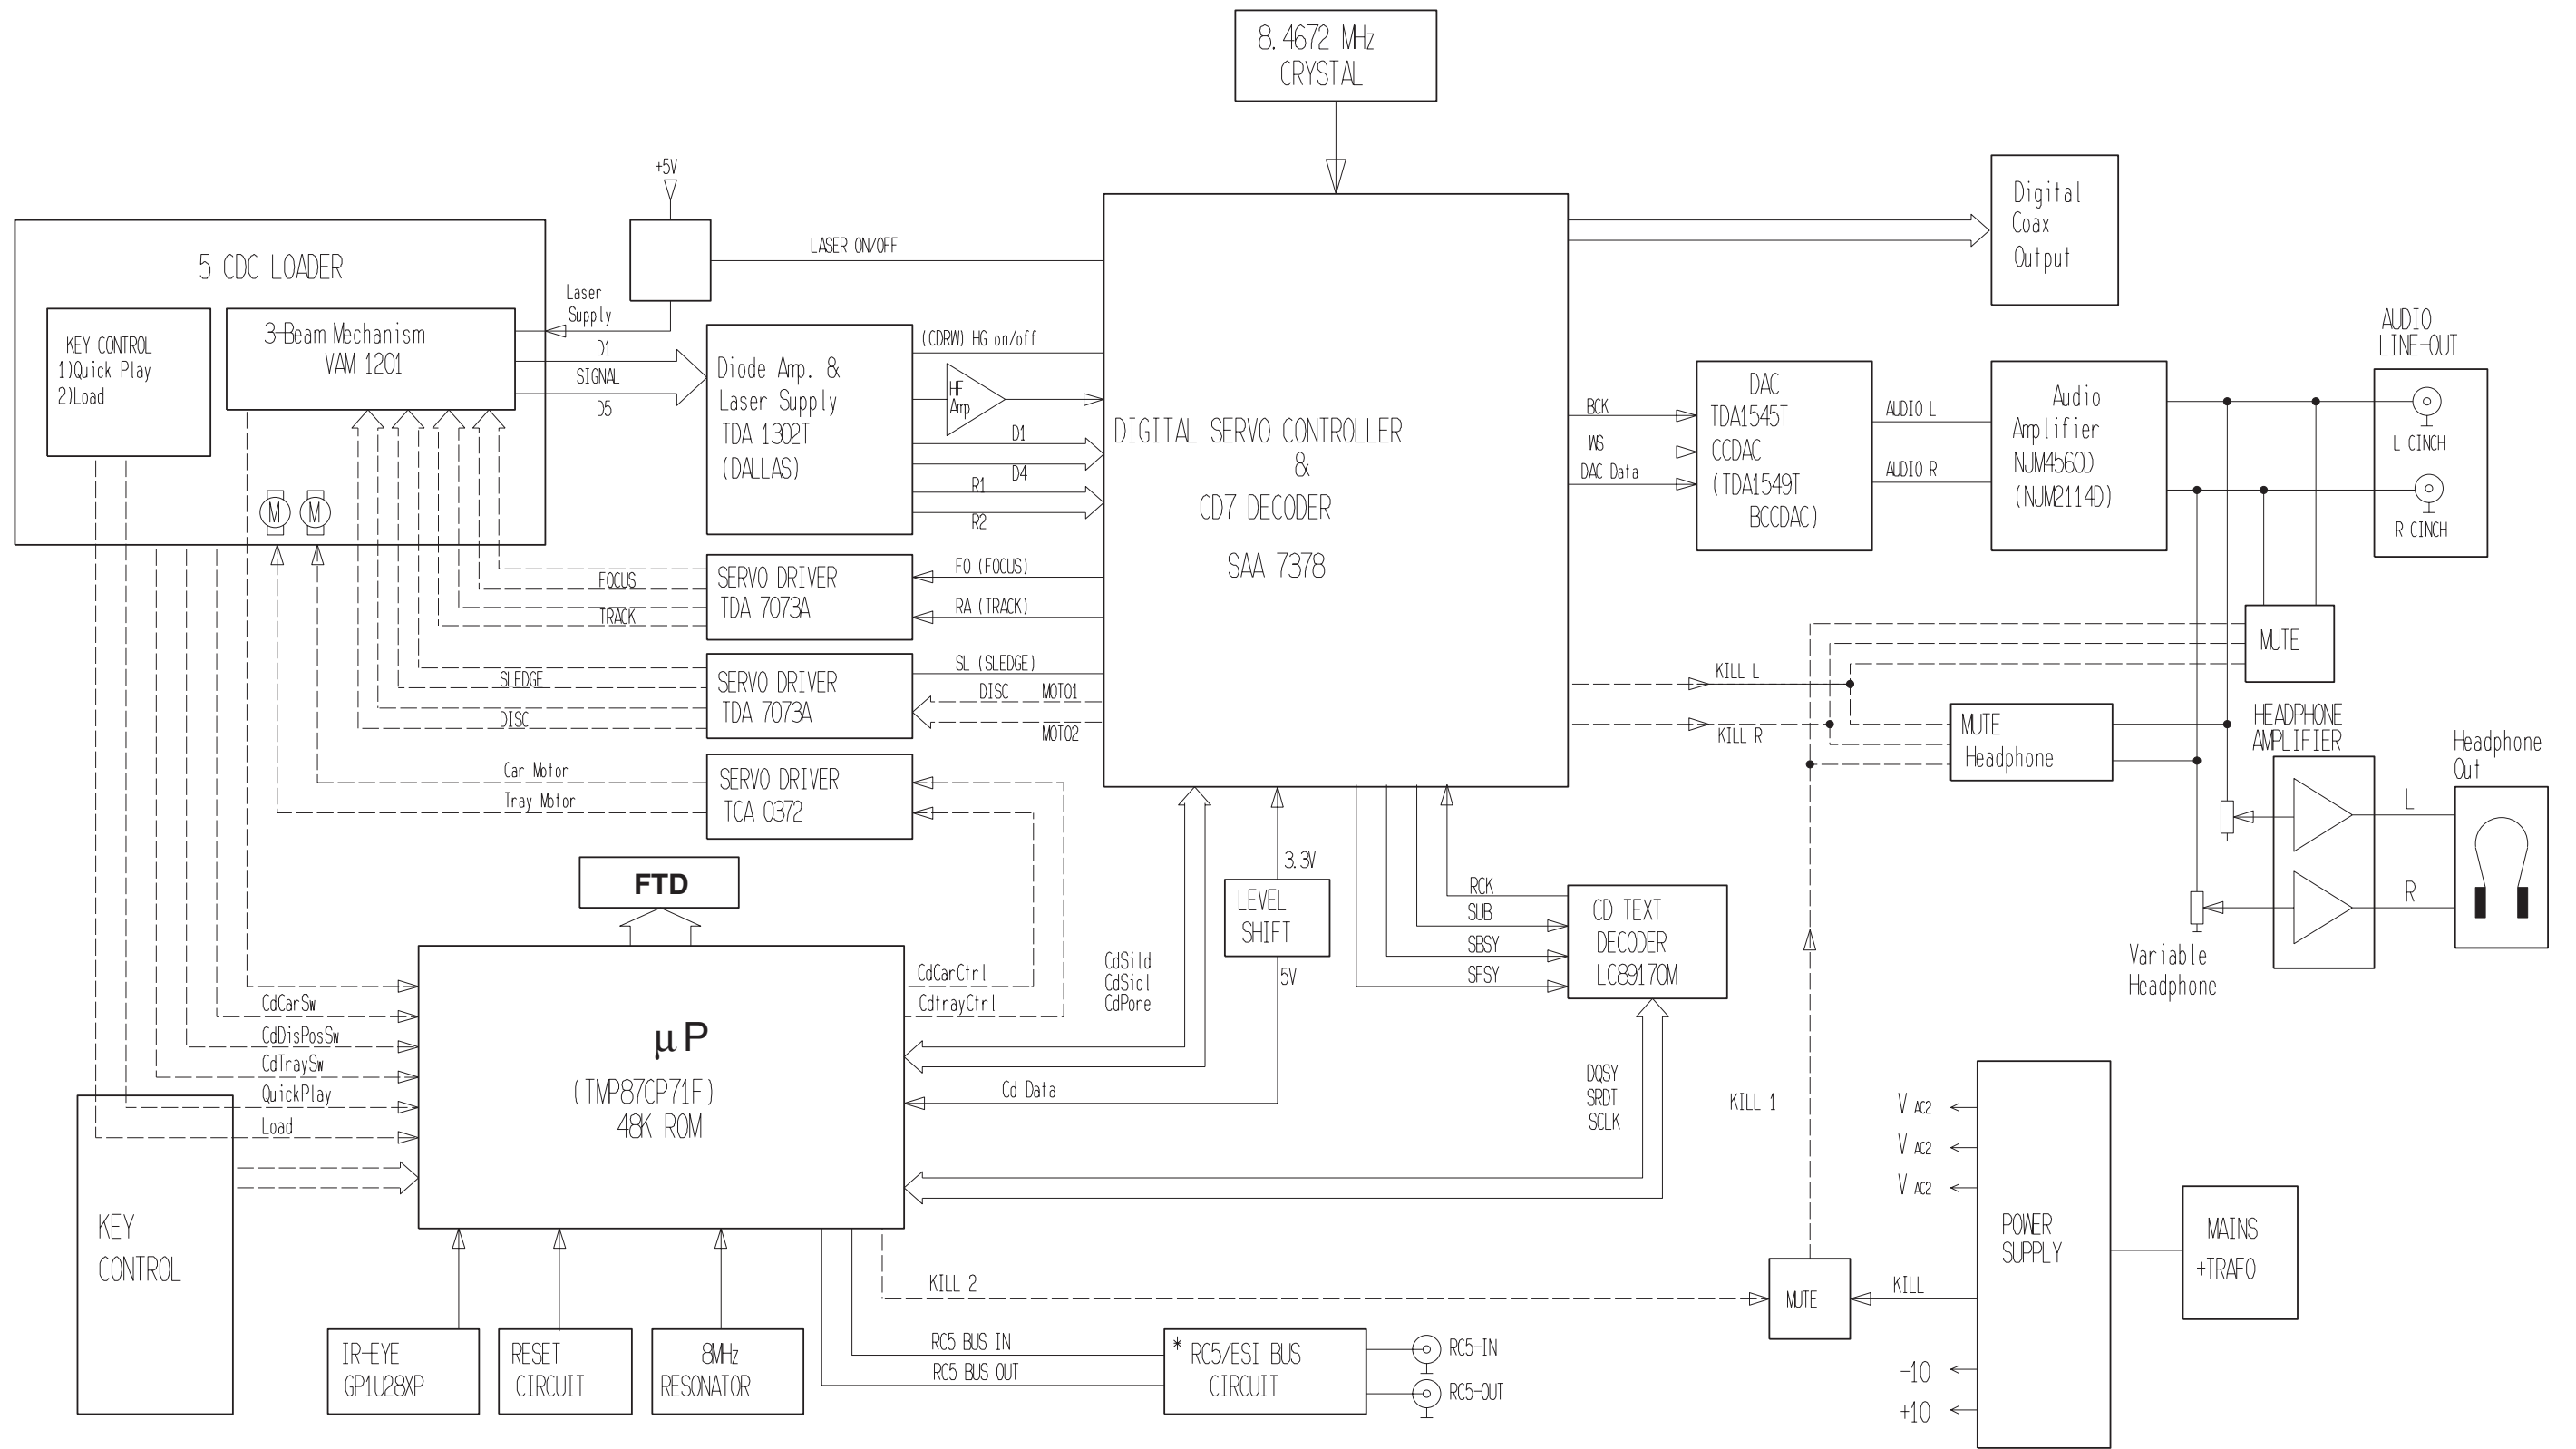 8.4672 MHz
CRYSTAL
+5V
LASER ON/OFF
5 CDC LOADER
KEY CONTROL
1)Quick Play
2)Load
3-Beam Mechanism
VAM 1201
M
M
Laser
Supply
D1
SIGNAL
D5
Diode Amp. &
Laser Supply
TDA 1302T
(DALLAS)
(CDRW) HG on/off
HF
Amp
D1
D4
R1
R2
DIGITAL SERVO CONTROLLER
&
CD7 DECODER
SAA 7378
Digital
Coax
Output
BCK
WS
DAC Data
DAC
TDA1545T
CCDAC
(TDA1549T
BCCDAC)
AUDIO L
AUDIO R
Audio
Amplifier
NJM4560D
(NJM2114D)
AUDIO
LINE-OUT
L CINCH
R CINCH
FOCUS
TRACK
SERVO DRIVER
TDA 7073A
FO (FOCUS)
RA (TRACK)
SLEDGE
DISC
SERVO DRIVER
TDA 7073A
SL (SLEDGE)
DISC
MOTO1
MOTO2
Car Motor
Tray Motor
SERVO DRIVER
TCA 0372
KILL L
KILL R
MUTE
MUTE
Headphone
HEADPHONE
AMPLIFIER
Headphone
Out
L
R
Variable
Headphone
FTD
3.3V
LEVEL
SHIFT
5V
RCK
SUB
SBSY
SFSY
CD TEXT
DECODER
LC89170M
CdCarSw
CdDisPosSw
CdTraySw
QuickPlay
Load
μP
(TMP87CP71F)
48K ROM
CdCarCtrl
CdtrayCtrl
CdSild
CdSicl
CdPore
Cd Data
DQSY
SRDT
SCLK
KILL 1
KEY
CONTROL
V AC2
V AC2
V AC2
POWER
SUPPLY
MAINS
+TRAFO
KILL 2
MUTE
KILL
-10
+10
IR-EYE
GP1U28XP
RESET
CIRCUIT
8MHz
RESONATOR
RC5 BUS IN
RC5 BUS OUT
* RC5/ESI BUS
CIRCUIT
RC5-IN
RC5-OUT